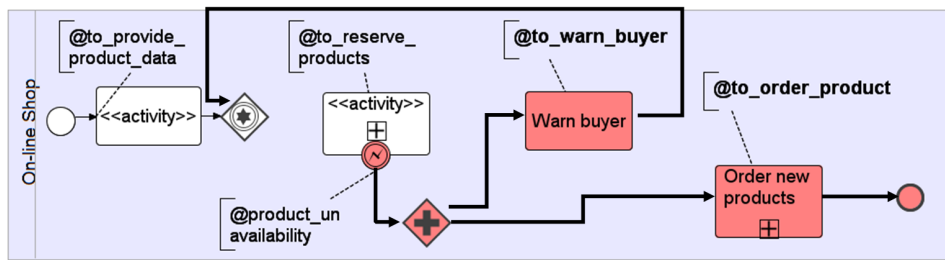 On-line Shop
@to_provide_
product_data
<<activity>>
@to_reserve_
products
<<activity>>
@product_un
availability
@to_warn_buyer
Warn buyer
@to_order_product
Order new
products